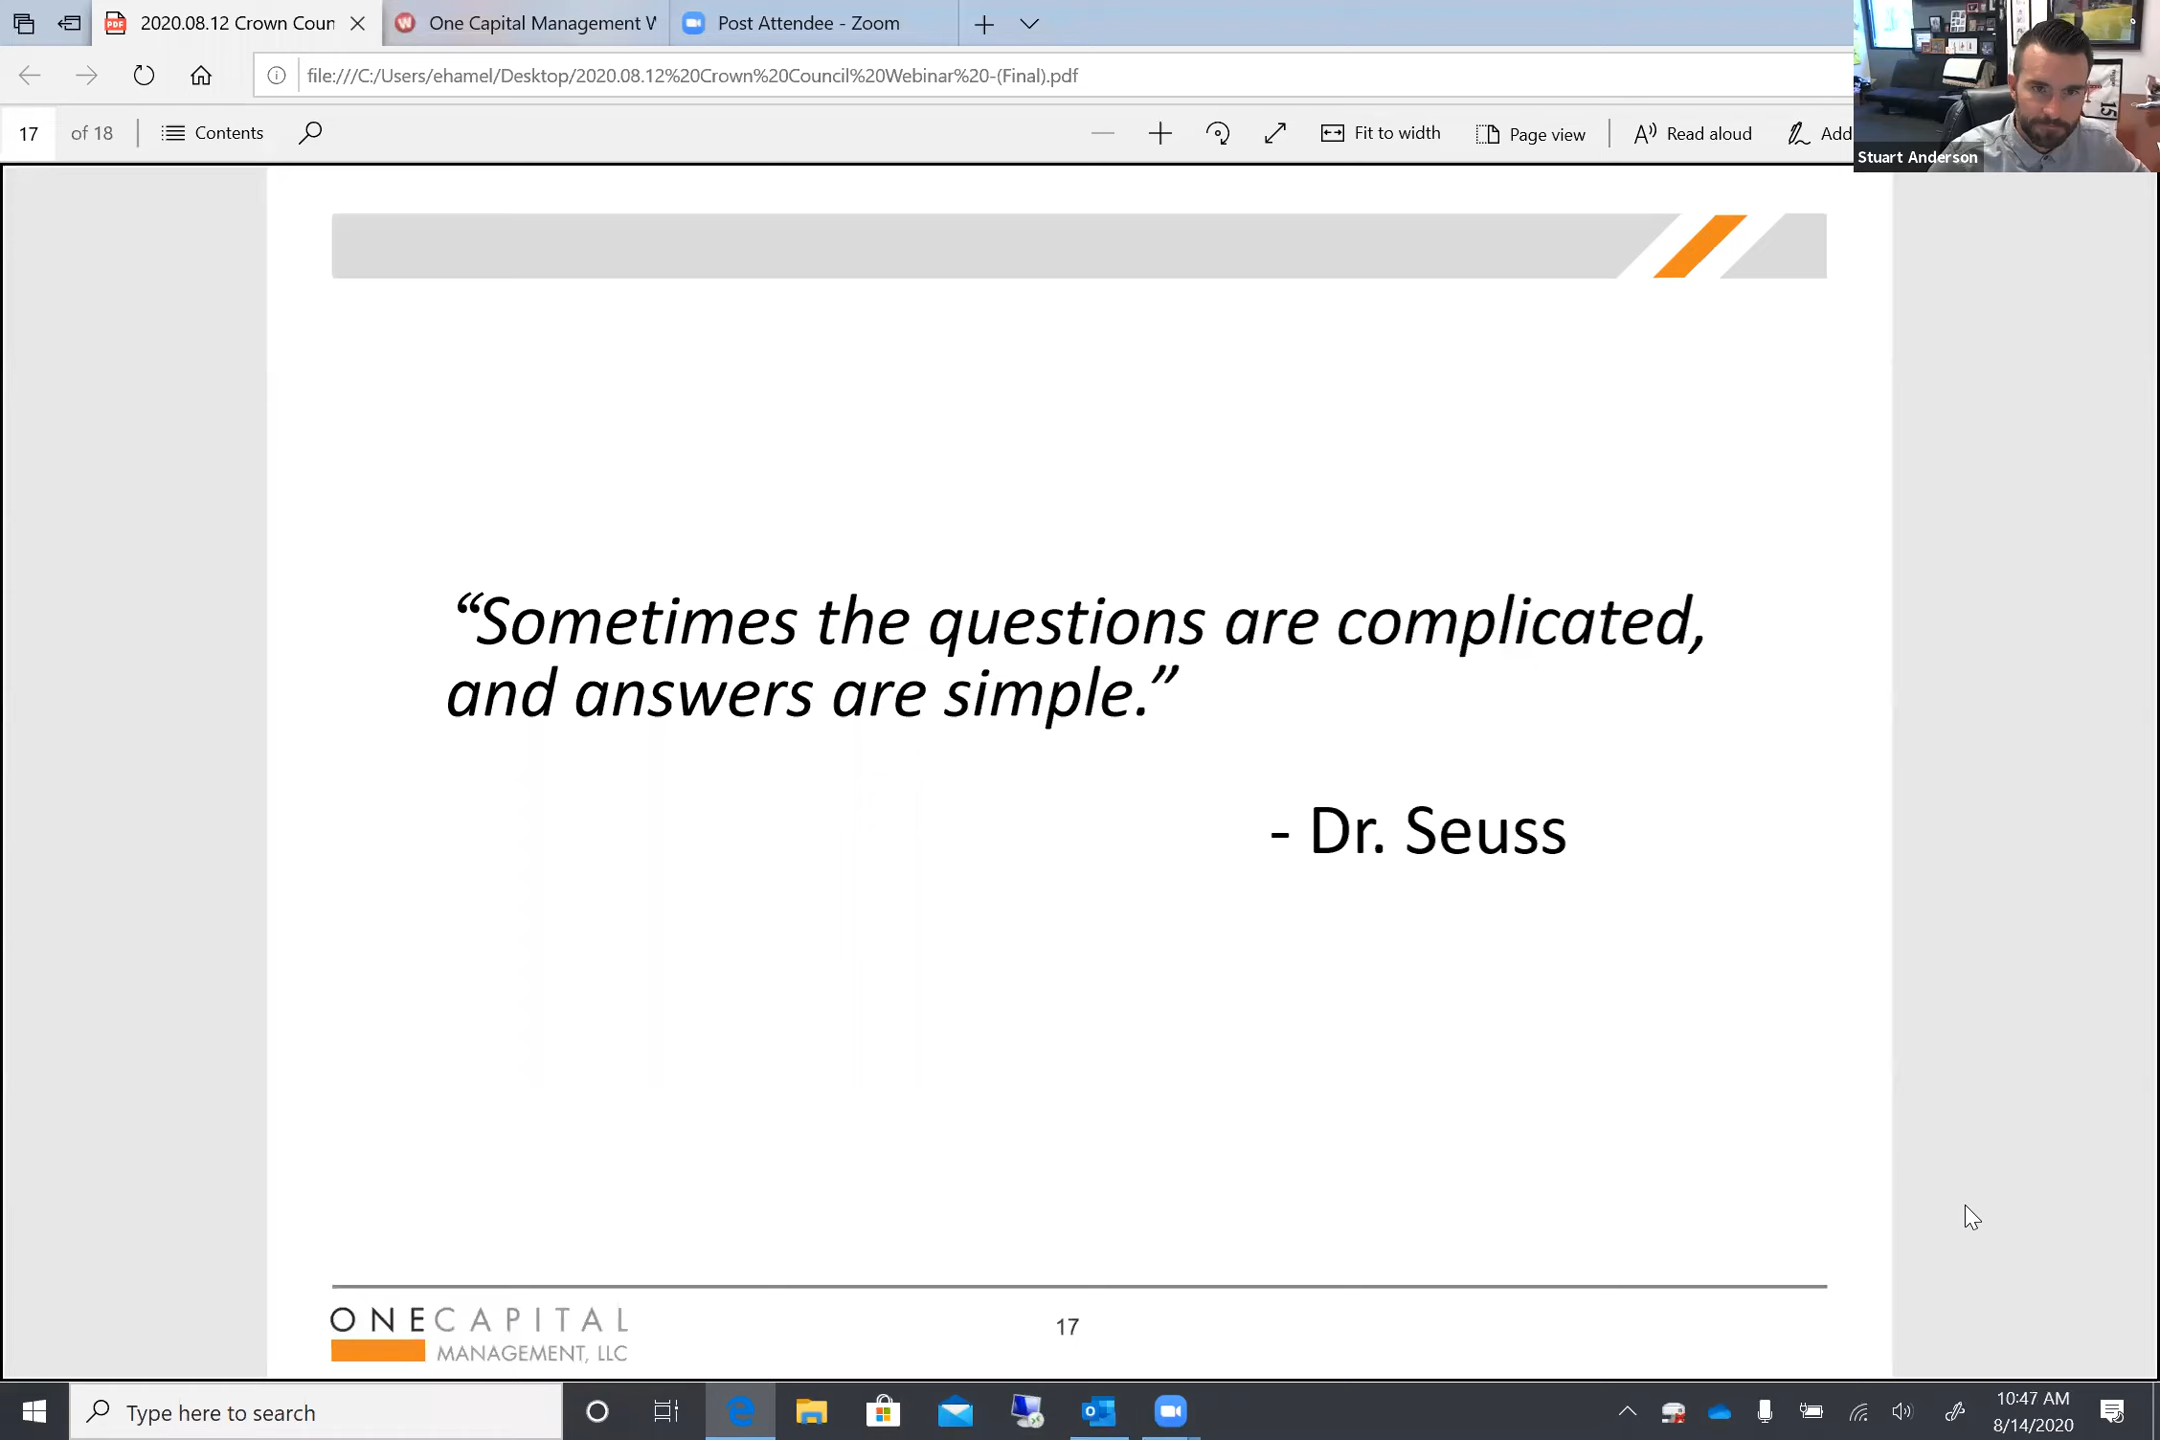 2020.08.12 Crown Coun
One Capital Management W
Post Attendee - Zoom
file:///C:/Users/ehamel/Desktop/2020.08.12%20Crown%20Council%20Webinar%20-(Final).pdf
17 of 18
Contents
Fit to width
Page view
Read aloud
Add
15
Stuart Anderson
“Sometimes the questions are complicated,
and answers are simple.”
- Dr. Seuss
ONECAPITAL
MANAGEMENT, LLC
17
Type here to search
10:47 AM
8/14/2020